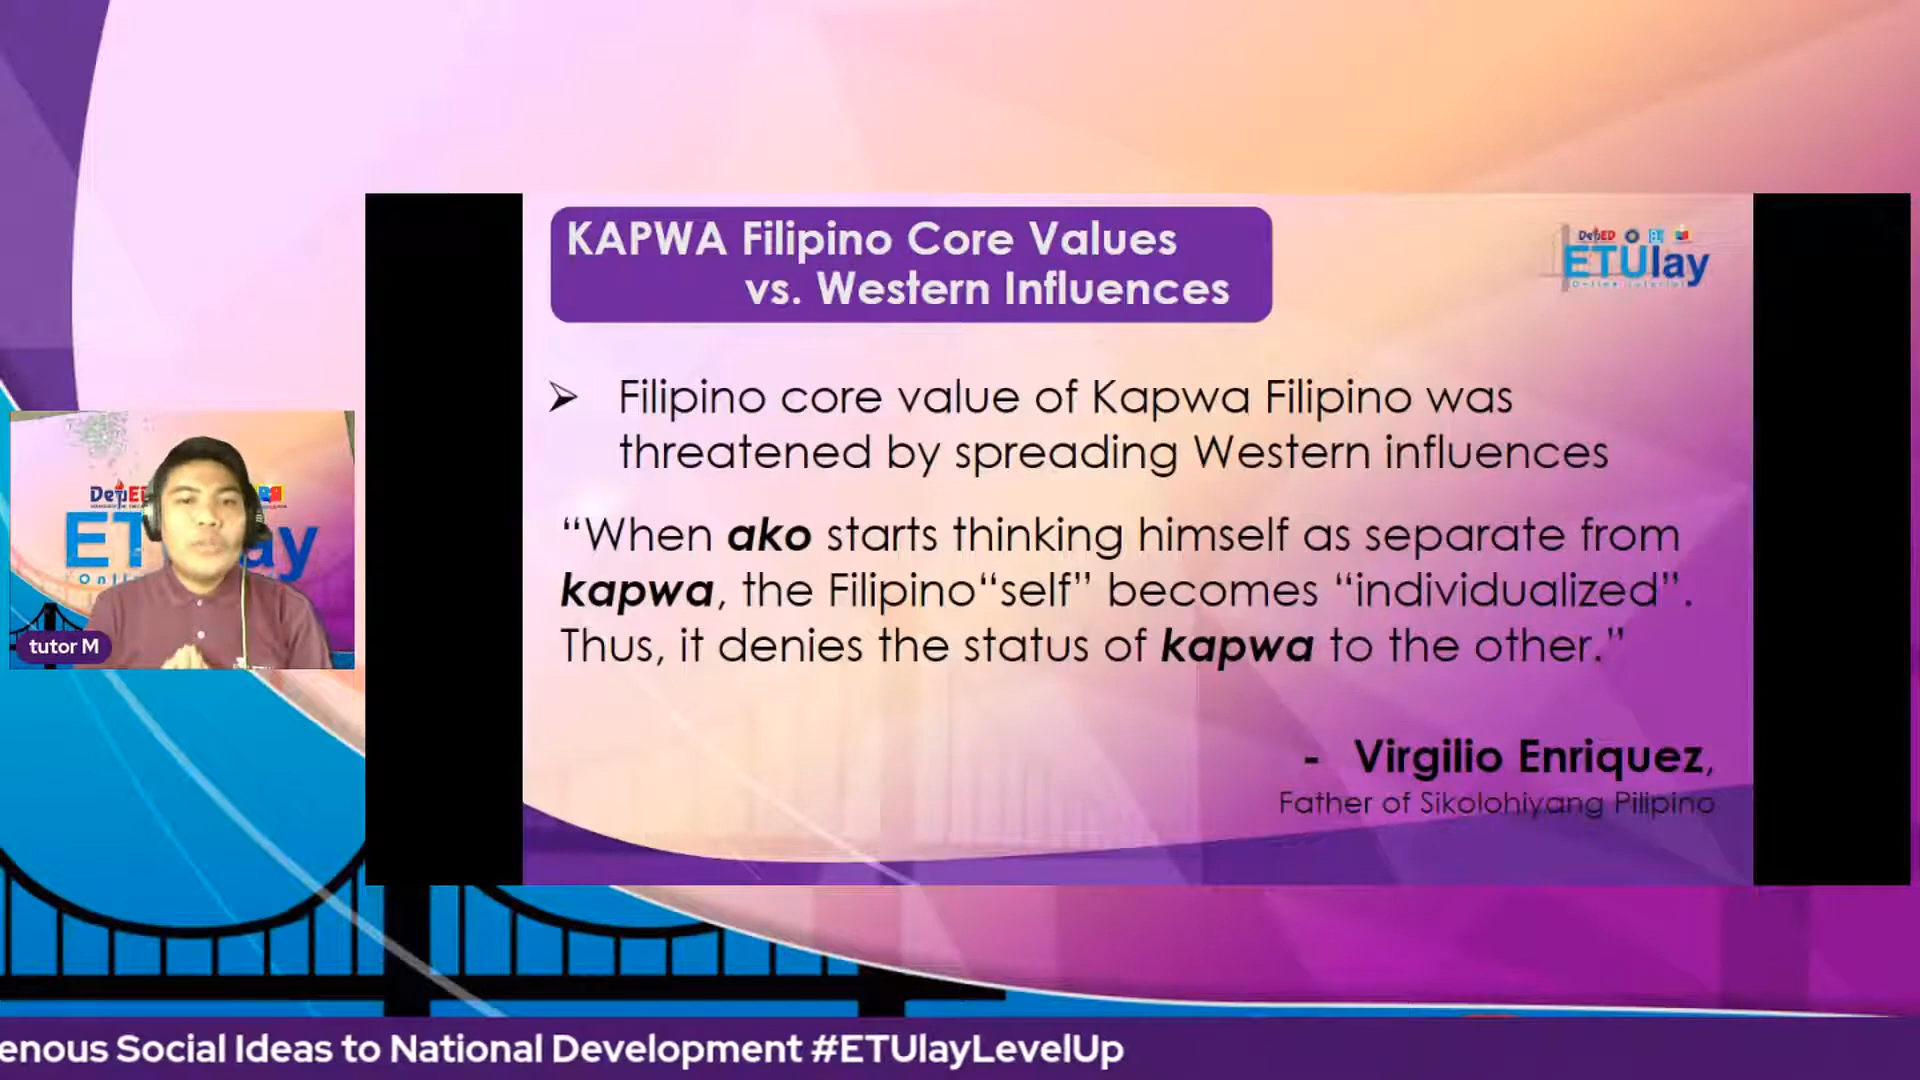 KAPWA Filipino Core Values
vs. Western Influences
DepED
ETUlay
Online Tutorial
➢ Filipino core value of Kapwa Filipino was
threatened by spreading Western influences
“When ako starts thinking himself as separate from
kapwa, the Filipino“self” becomes “individualized”.
Thus, it denies the status of kapwa to the other.”
- Virgilio Enriquez,
Father of Sikolohiyang Pilipino
tutor M
enous Social Ideas to National Development #ETUlayLevelUp